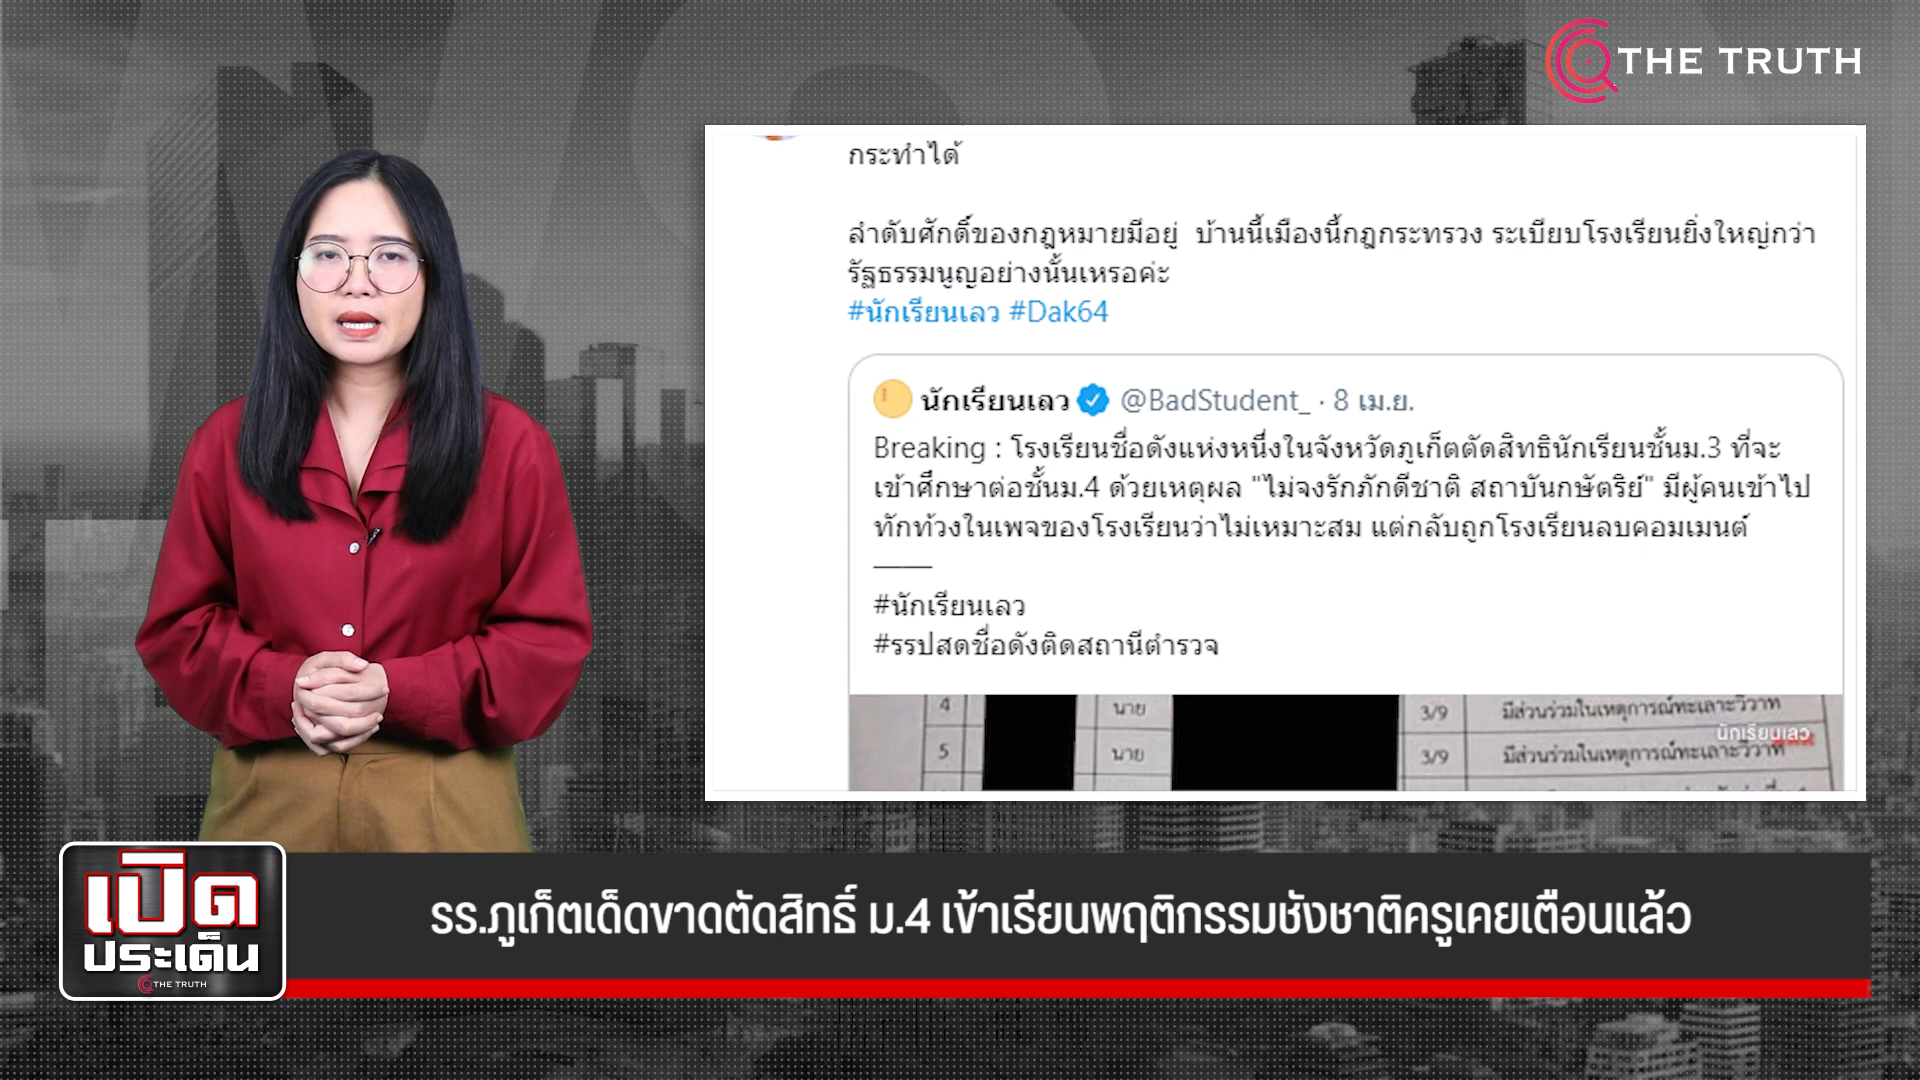 THE TRUTH
กระทำได้
ลำดับศักดิ์ของกฎหมายมีอยู่ บ้านนี้เมืองนี้กฎกระทรวง ระเบียบโรงเรียนยิ่งใหญ่กว่า
รัฐธรรมนูญอย่างนั้นเหรอค่ะ
#นักเรียนเลว #Dak64
นักเรียนเลว @BadStudent_ · 8 เม.ย.
Breaking : โรงเรียนชื่อดังแห่งหนึ่งในจังหวัดภูเก็ตตัดสิทธินักเรียนชั้นม.3 ที่จะ
เข้าศึกษาต่อชั้นม.4 ด้วยเหตุผล "ไม่จงรักภักดีชาติ สถาบันกษัตริย์" มีผู้คนเข้าไป
ทักท้วงในเพจของโรงเรียนว่าไม่เหมาะสม แต่กลับถูกโรงเรียนลบคอมเมนต์
——
#นักเรียนเลว
#รรปสดชื่อดังติดสถานีตำรวจ
4 นาย 3/9 มีส่วนร่วมในเหตุการณ์ทะเลาะวิวาท
นักเรียนเลว
5 นาย 3/9 มีส่วนร่วมในเหตุการณ์ทะเลาะวิวาท
รร.ภูเก็ตเด็ดขาดตัดสิทธิ์ ม.4 เข้าเรียนพฤติกรรมชังชาติครูเคยเตือนแล้ว
เปิด
ประเด็น
THE TRUTH